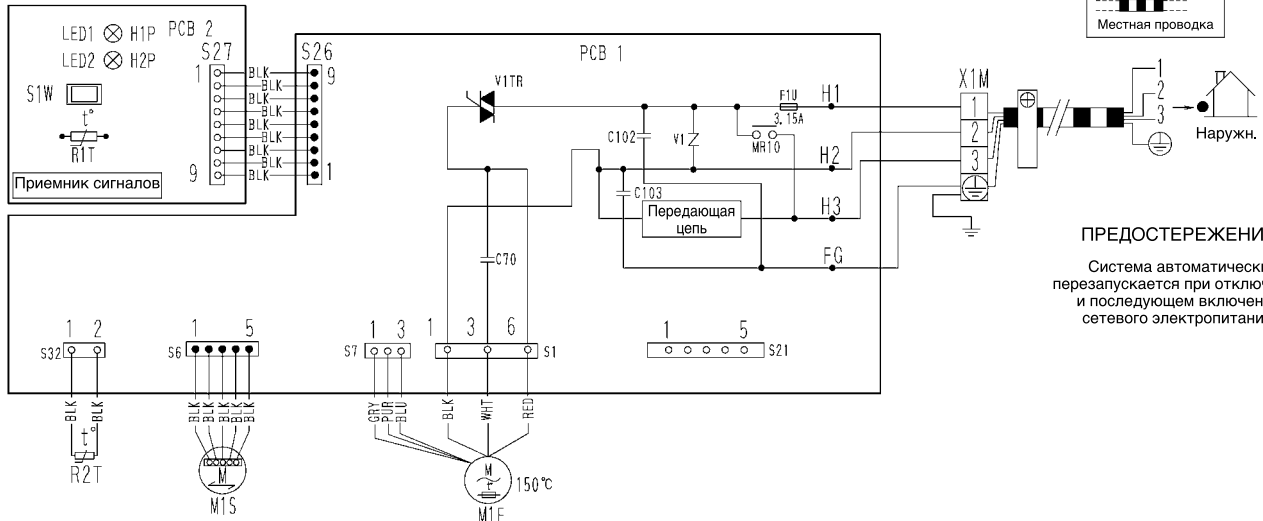 Местная проводка
LED1 H1P PCB 2
LED2 H2P
S27 S26
PCB 1
1 9
S1W
t°
R1T
9 1
Приемник сигналов
BLK
BLK
BLK
BLK
BLK
BLK
BLK
BLK
BLK
V1TR
F1U
3.15A
H1
C102
V1
MR10
H2
C103
Передающая
цепь
H3
C70
FG
X1M
1
2
3
1
2
3
Наружн.
ПРЕДОСТЕРЕЖЕНИ
Система автоматически
перезапускается при отключ
и последующем включен
сетевого электропитани
1 2
S32
1 5
S6
1 3
S7
1 3 6
S1
1 5
S21
BLK BLK
BLK BLK BLK BLK BLK
GRY PUR BLU
BLK WHT RED
t°
R2T
M
M1S
M
t°
150°C
M1F